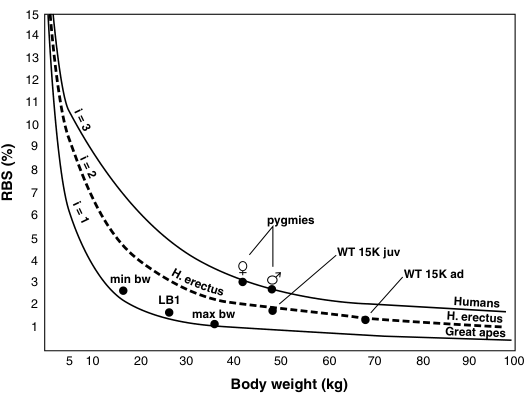 RBS (%)
15
14
13
12
11
10
9
8
7
6
5
4
3
2
1
i = 3
i = 2
i = 1
pygmies
♀
♂
WT 15K juv
WT 15K ad
min bw
H. erectus
LB1
max bw
Humans
H. erectus
Great apes
5 10 20 30 40 50 60 70 80 90 100
Body weight (kg)